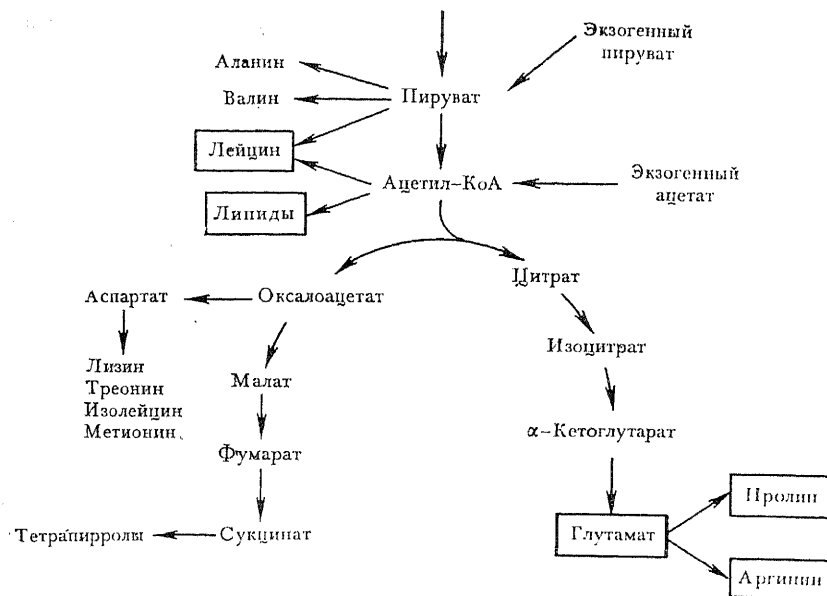 Экзогенный
пируват
Аланин
Валин
Пируват
Лейцин
Ацетил-КоА
Экзогенный
ацетат
Липиды
Цитрат
Аспартат
Оксалоацетат
Изоцитрат
Лизин
Треонин
Изолейцин
Метионин
Малат
α-Кетоглутарат
Фумарат
Пролин
Тетрапирролы
Сукцинат
Глутамат
Аргинин